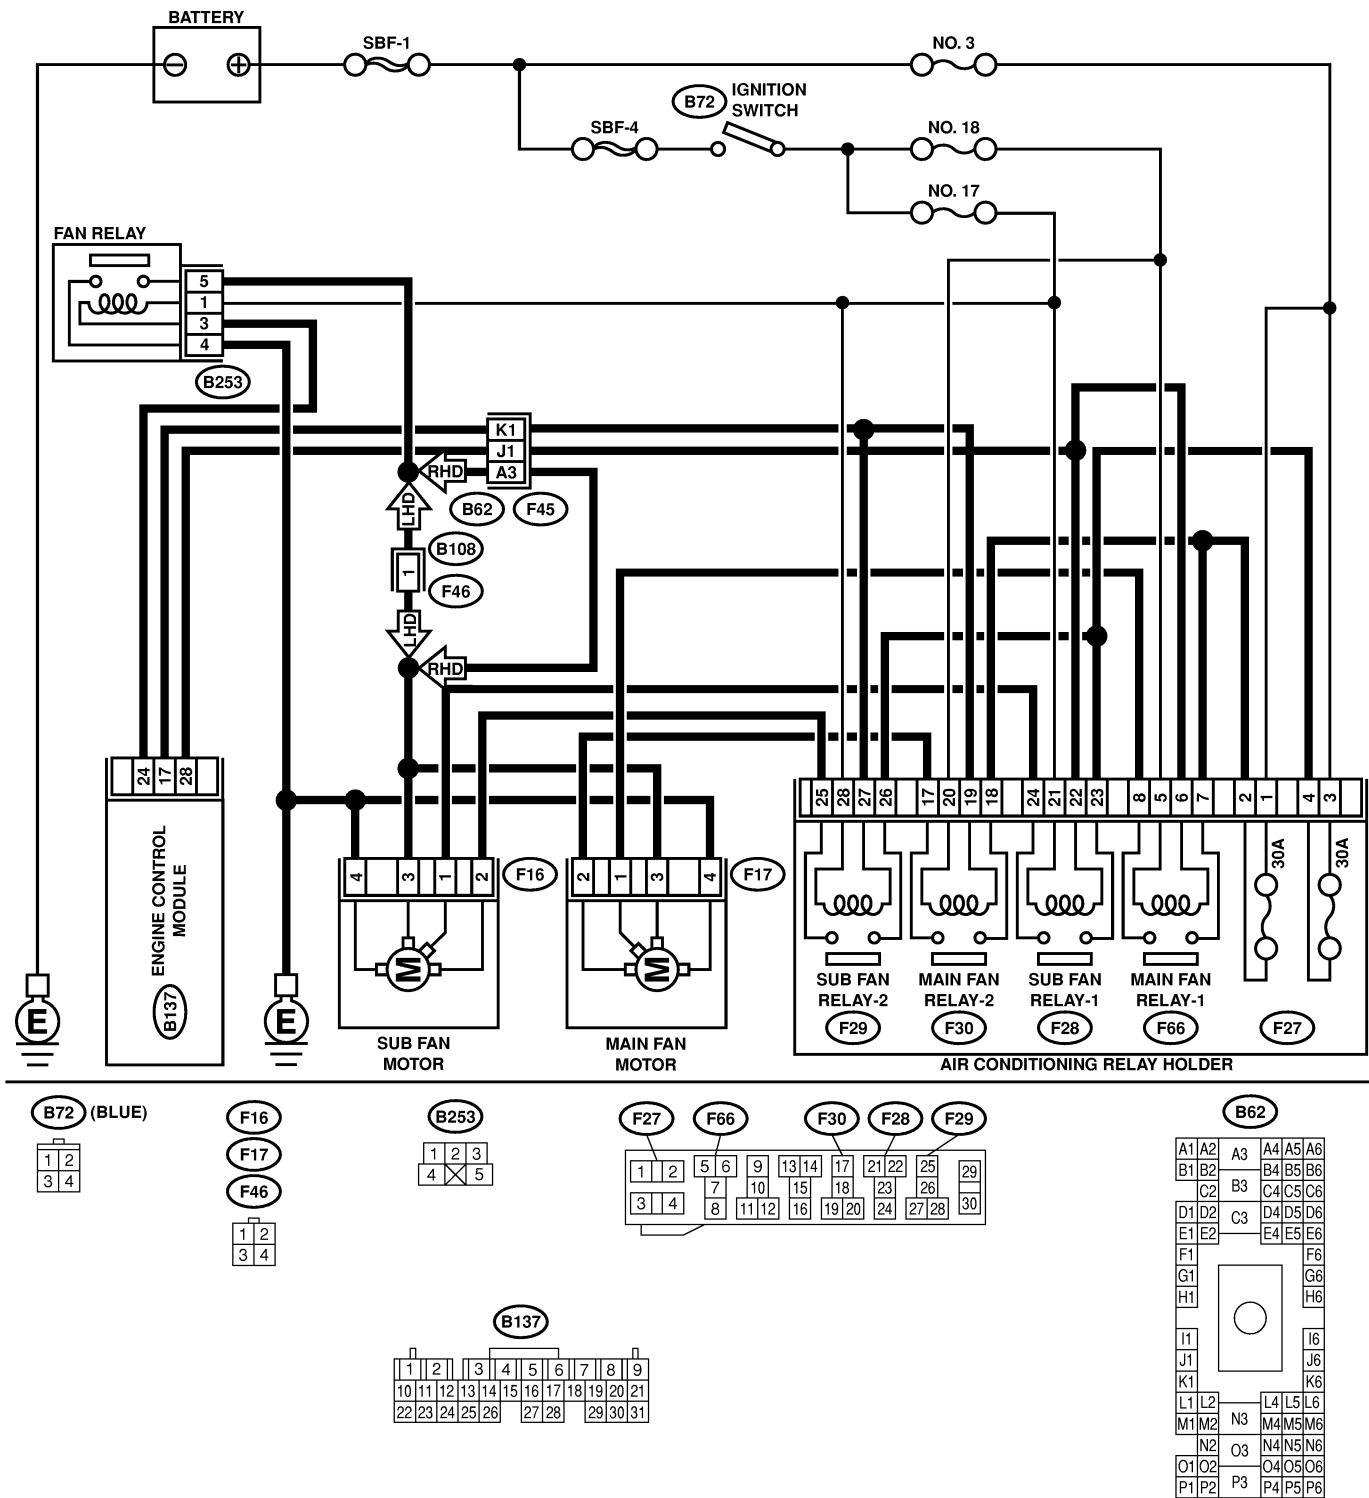 BATTERY
SBF-1
NO. 3
B72
IGNITION
SWITCH
SBF-4
NO. 18
NO. 17
FAN RELAY
5
1
3
4
B253
K1
J1
A3
RHD
LHD
B62
F45
B108
1
F46
LHD
RHD
24
17
28
ENGINE CONTROL
MODULE
B137
E
E
4
3
1
2
F16
M
SUB FAN
MOTOR
2
1
3
4
F17
M
MAIN FAN
MOTOR
25
28
27
26
17
20
19
18
24
21
22
23
8
5
6
7
2
1
4
3
30A
30A
SUB FAN
RELAY-2
F29
MAIN FAN
RELAY-2
F30
SUB FAN
RELAY-1
F28
MAIN FAN
RELAY-1
F66
F27
AIR CONDITIONING RELAY HOLDER
B72 (BLUE)
1 2
3 4
F16
F17
F46
1 2
3 4
B253
1 2 3
4 5
F27 F66 F30 F28 F29
1 2 5 6 9 13 14 17 21 22 25 29
7 10 15 18 23 26
3 4 8 11 12 16 19 20 24 27 28 30
B137
1 2 3 4 5 6 7 8 9
10 11 12 13 14 15 16 17 18 19 20 21
22 23 24 25 26 27 28 29 30 31
B62
A1 A2 A3 A4 A5 A6
B1 B2 B3 B4 B5 B6
C2 C3 C4 C5 C6
D1 D2 D4 D5 D6
E1 E2 E4 E5 E6
F1 F6
G1 G6
H1 H6
I1 I6
J1 J6
K1 K6
L1 L2 L4 L5 L6
M1 M2 N3 M4 M5 M6
N2 O3 N4 N5 N6
O1 O2 O4 O5 O6
P1 P2 P3 P4 P5 P6